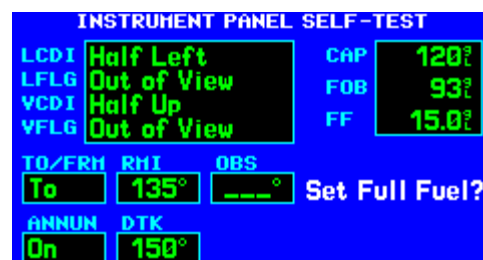 INSTRUMENT PANEL SELF-TEST
LCDI Half Left CAP 120 g/L
LFLG Out of View FOB 93 g/L
VCDI Half Up FF 15.0 g/L
VFLG Out of View
TO/FRM RMI OBS
To 135° ___° Set Full Fuel?
ANNUN DTK
On 150°